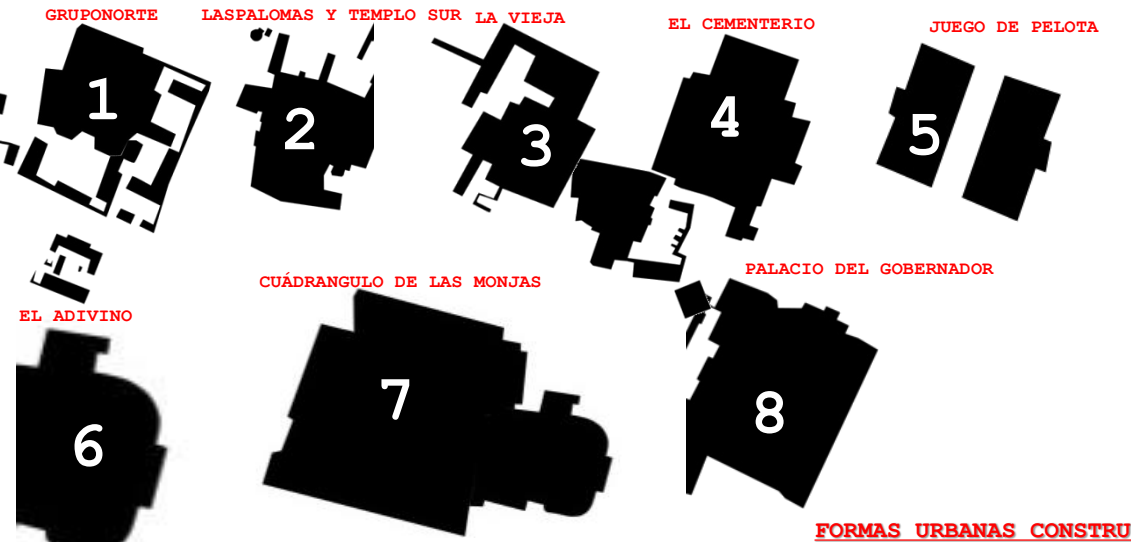 GRUPONORTE
LASPALOMAS Y TEMPLO SUR
LA VIEJA
EL CEMENTERIO
JUEGO DE PELOTA
1
2
3
4
5
CUÁDRANGULO DE LAS MONJAS
PALACIO DEL GOBERNADOR
EL ADIVINO
6
7
8
FORMAS URBANAS CONSTRU